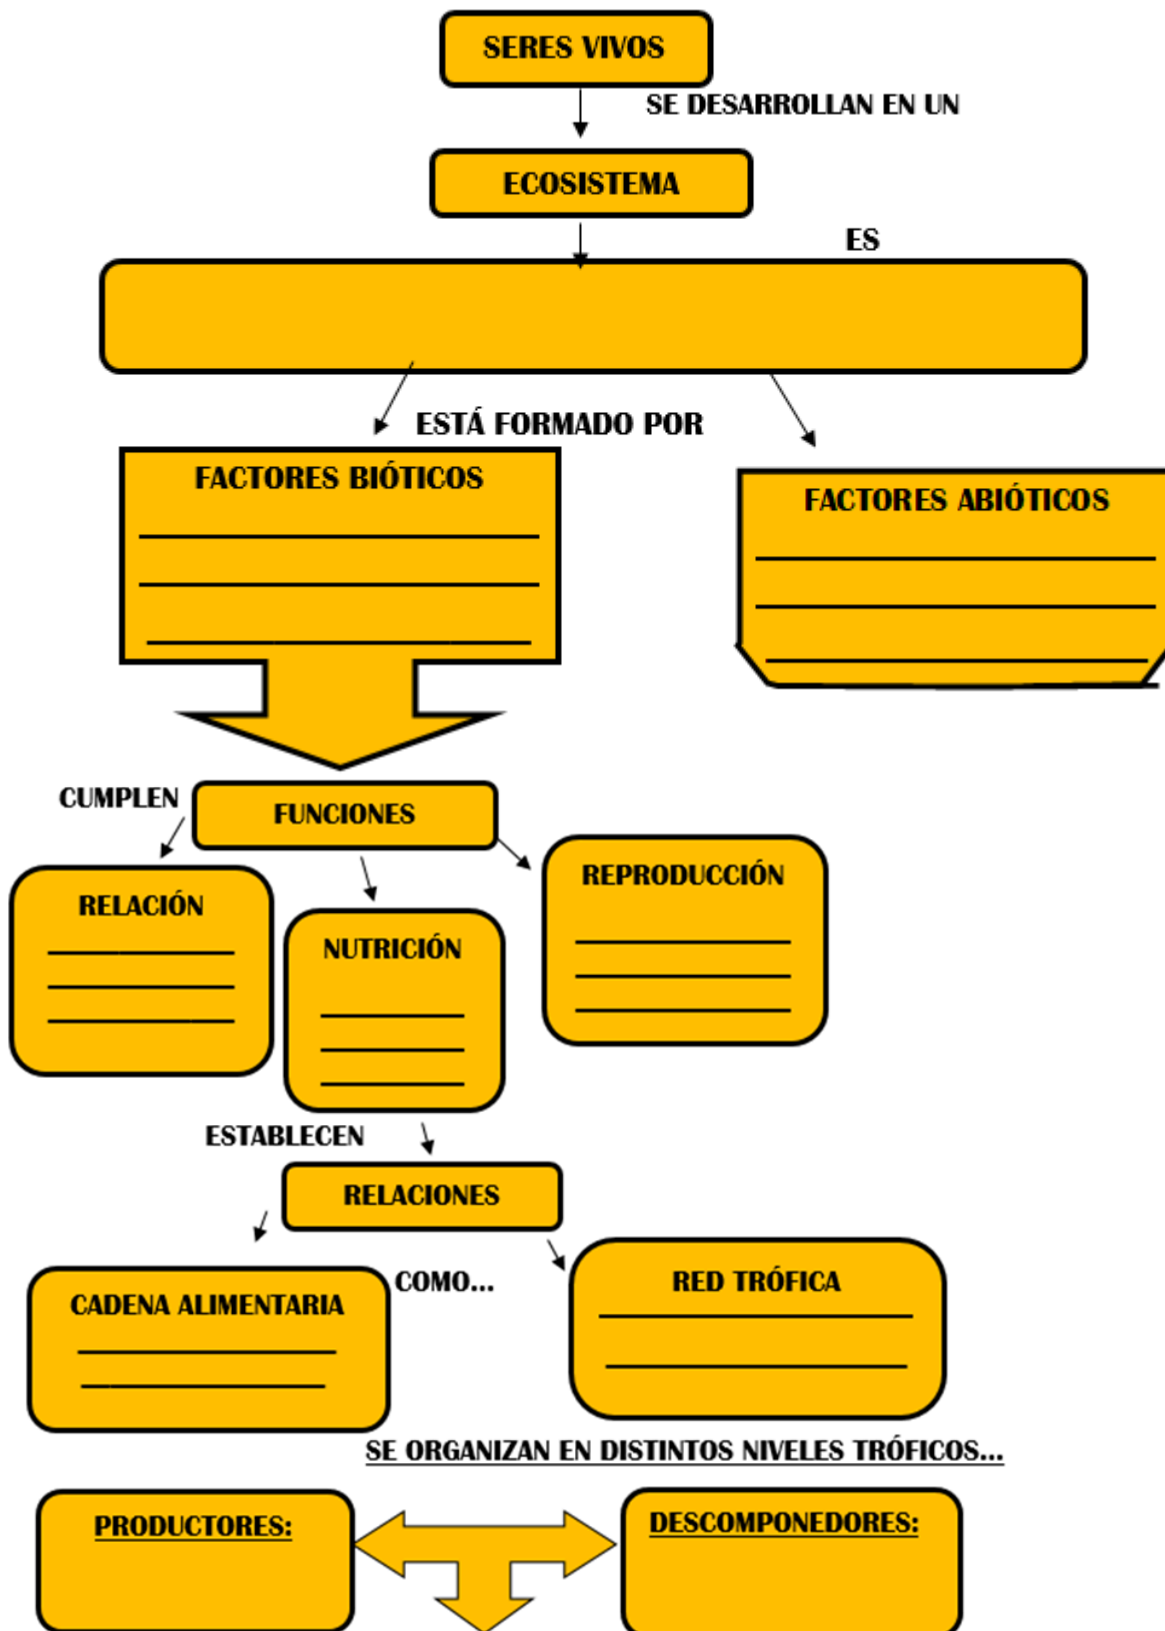 SERES VIVOS
SE DESARROLLAN EN UN
ECOSISTEMA
ES
ESTÁ FORMADO POR
FACTORES BIÓTICOS
FACTORES ABIÓTICOS
CUMPLEN
FUNCIONES
RELACIÓN
NUTRICIÓN
REPRODUCCIÓN
ESTABLECEN
RELACIONES
COMO...
CADENA ALIMENTARIA
RED TRÓFICA
SE ORGANIZAN EN DISTINTOS NIVELES TRÓFICOS...
PRODUCTORES:
DESCOMPONEDORES: